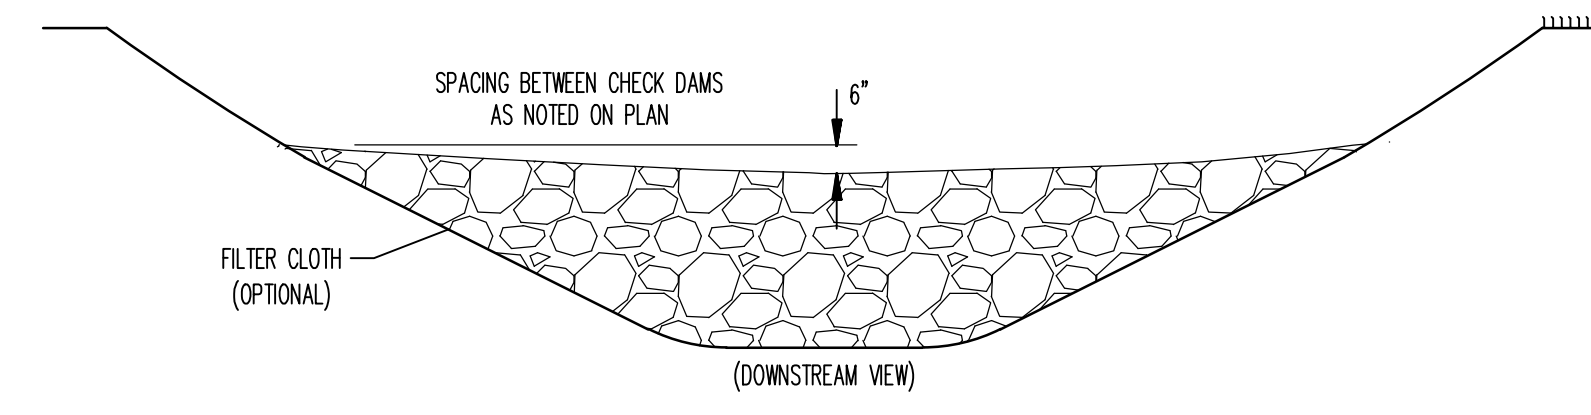 SPACING BETWEEN CHECK DAMS
AS NOTED ON PLAN
6”
FILTER CLOTH
(OPTIONAL)
(DOWNSTREAM VIEW)